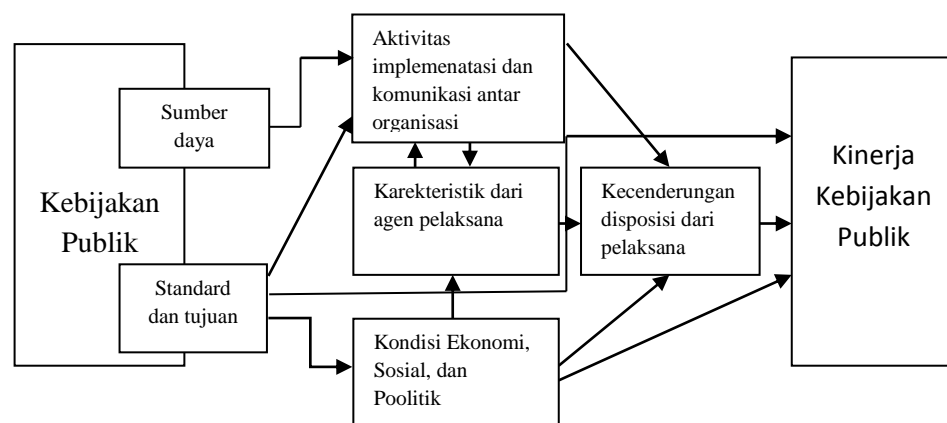 Kebijakan
Publik
Sumber
daya
Standard
dan tujuan
Aktivitas
implemenatasi dan
komunikasi antar
organisasi
Karekteristik dari
agen pelaksana
Kondisi Ekonomi,
Sosial, dan
Poolitik
Kecenderungan
disposisi dari
pelaksana
Kinerja
Kebijakan
Publik